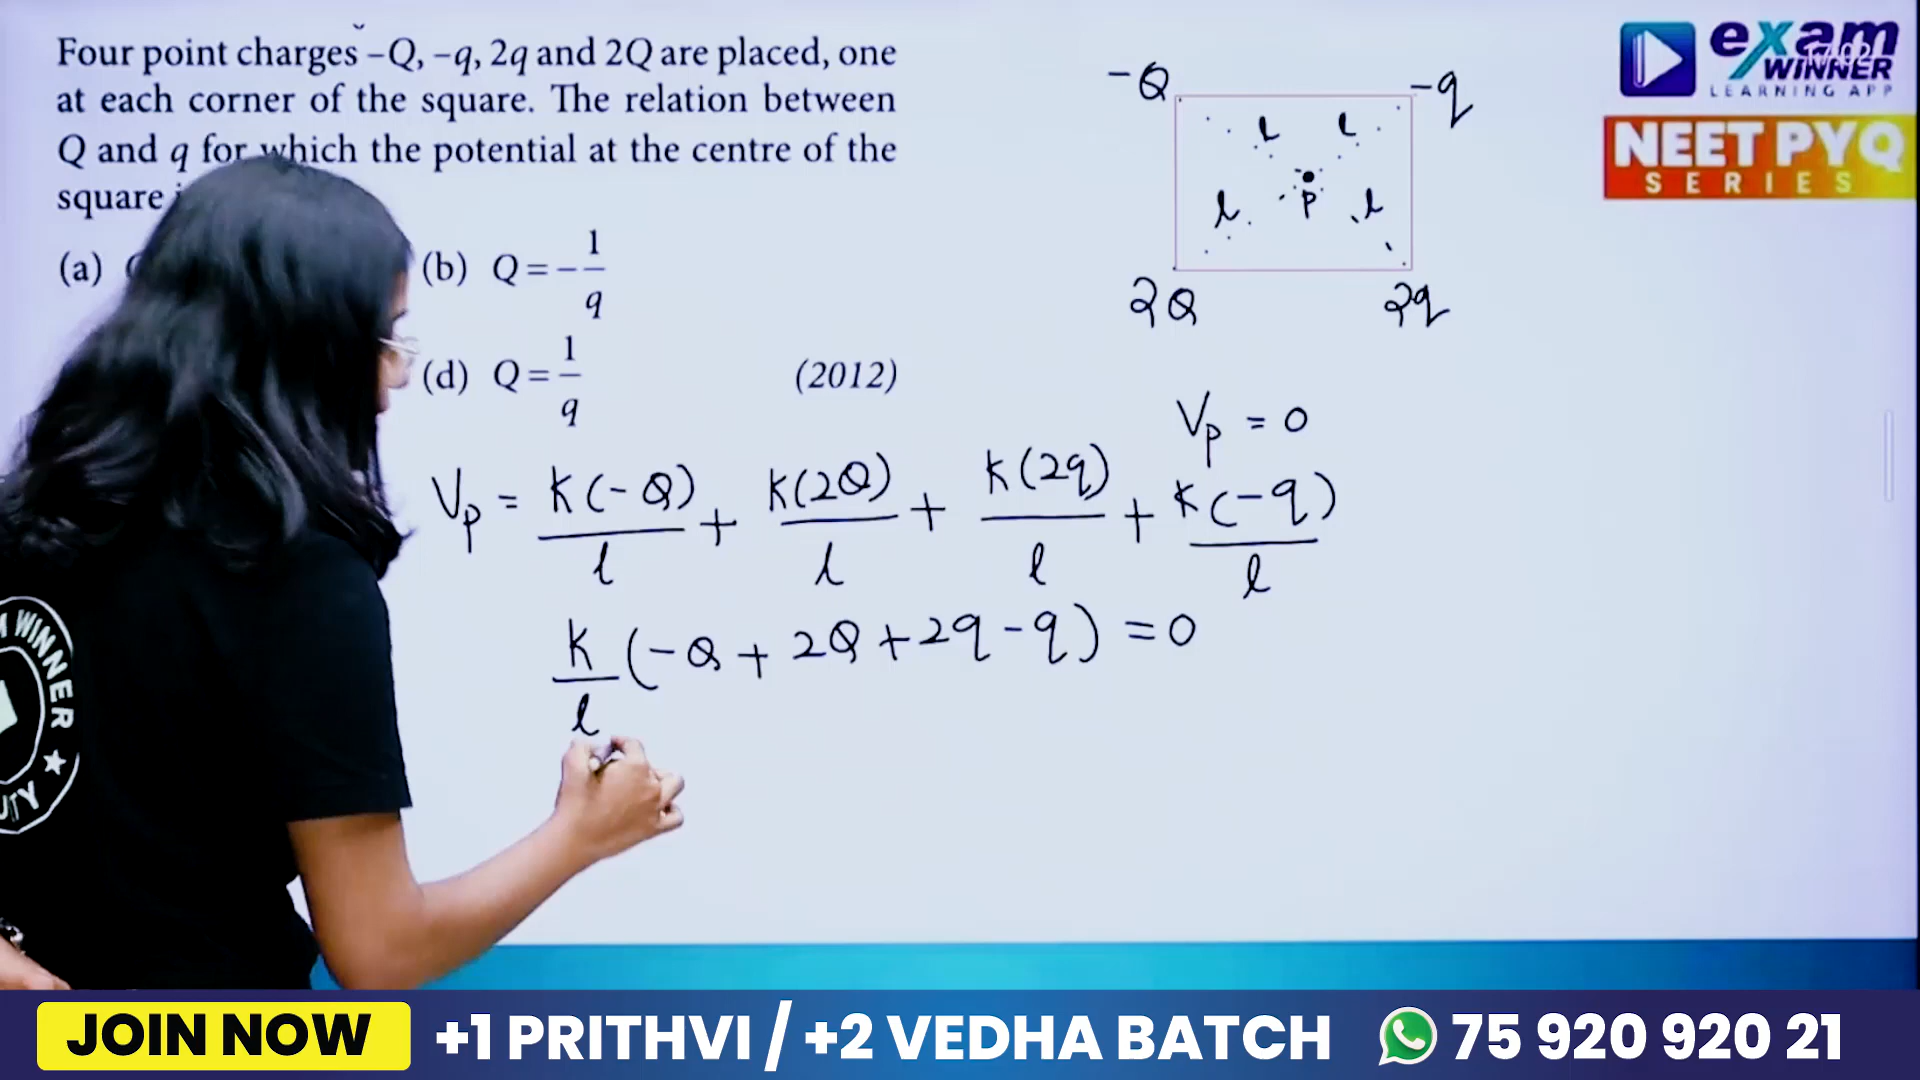 Four point charges –Q, –q, 2q and 2Q are placed, one
at each corner of the square. The relation between
Q and q for which the potential at the centre of the
square
(a)
(b) Q = – 1/q
(d) Q = 1/q (2012)
-Q
-q
l l
l P l
2Q 2q
V_P = 0
V_P = K(-Q)/l + K(2Q)/l + K(2q)/l + K(-q)/l
K/l (-Q + 2Q + 2q - q) = 0
exam
WINNER
LEARNING APP
NEET PYQ
SERIES
WINNER
JOIN NOW +1 PRITHVI / +2 VEDHA BATCH 75 920 920 21